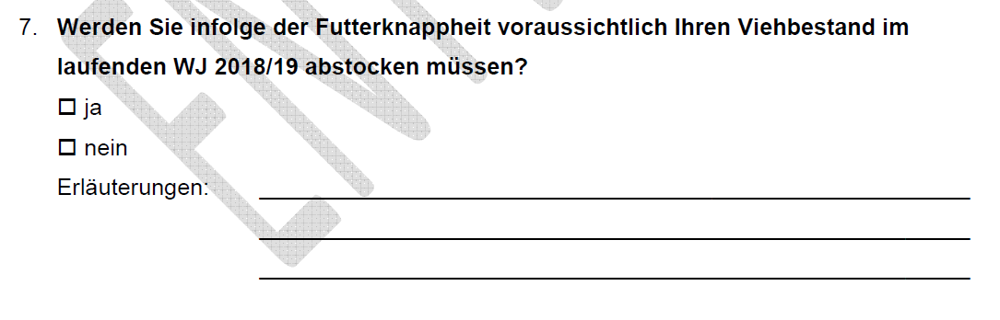 7. Werden Sie infolge der Futterknappheit voraussichtlich Ihren Viehbestand im
laufenden WJ 2018/19 abstocken müssen?
☐ ja
☐ nein
Erläuterungen: